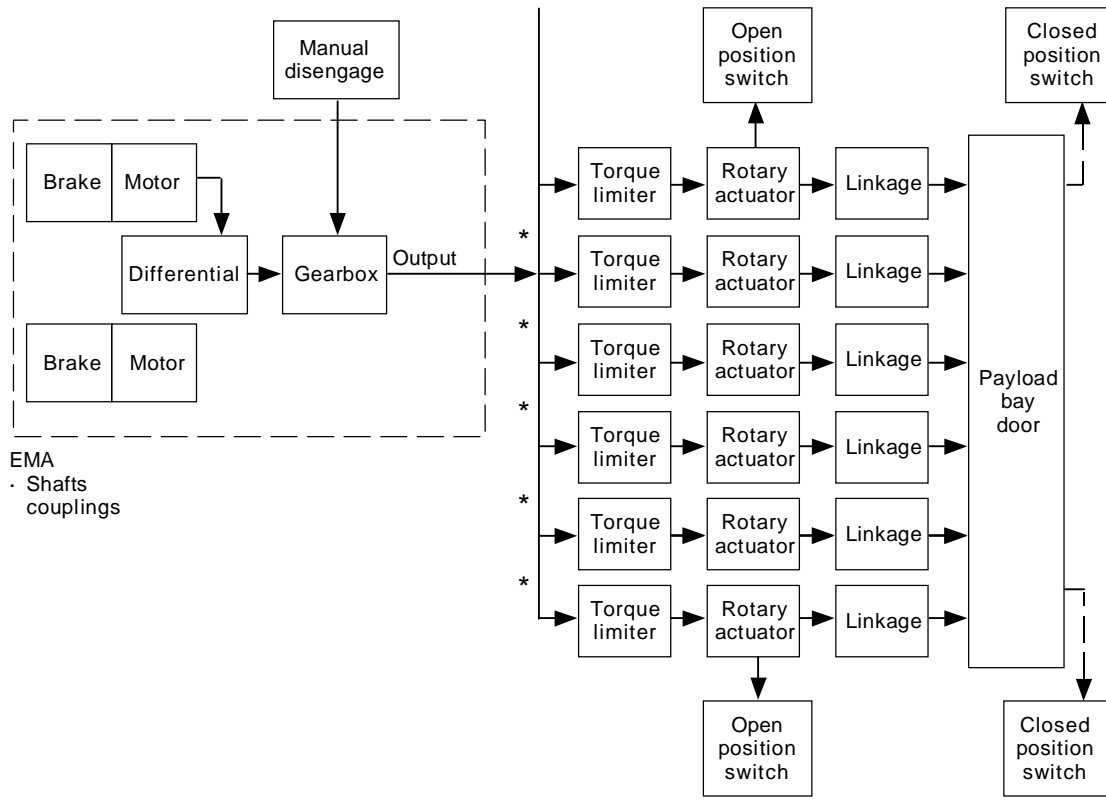 Manual
disengage
Open
position
switch
Closed
position
switch
Brake
Motor
Differential
Gearbox
Output
Brake
Motor
EMA
· Shafts
couplings
*
*
*
*
*
Torque
limiter
Rotary
actuator
Linkage
Torque
limiter
Rotary
actuator
Linkage
Torque
limiter
Rotary
actuator
Linkage
Torque
limiter
Rotary
actuator
Linkage
Torque
limiter
Rotary
actuator
Linkage
Torque
limiter
Rotary
actuator
Linkage
Payload
bay
door
Open
position
switch
Closed
position
switch